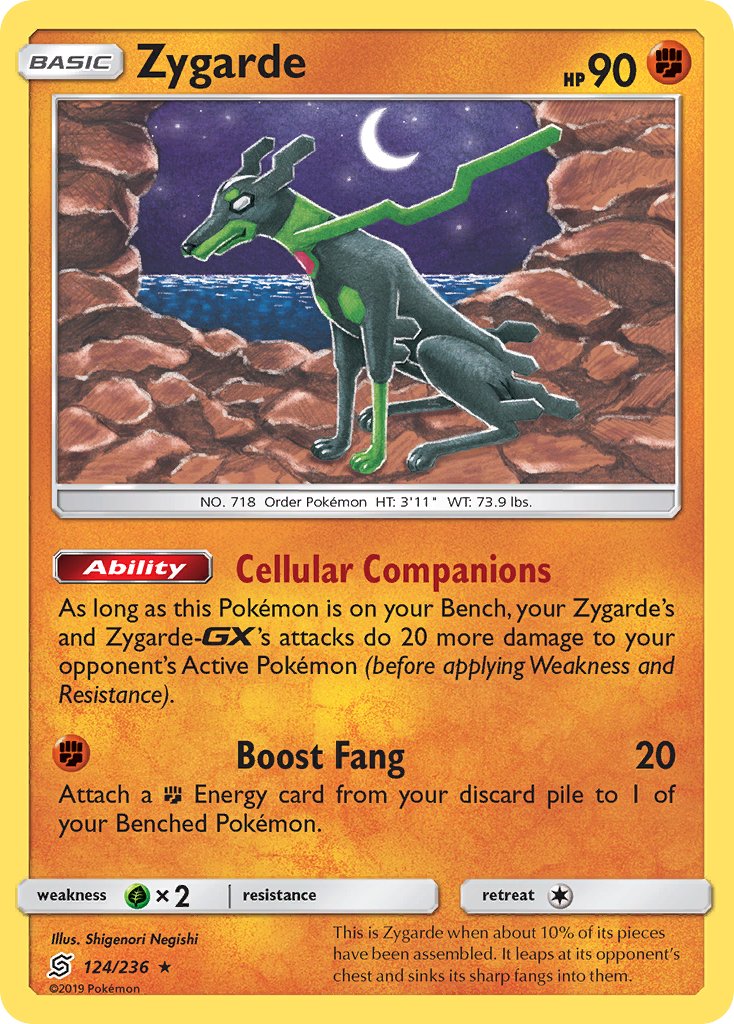 BASIC Zygarde HP 90
NO. 718 Order Pokémon HT: 3'11" WT: 73.9 lbs.
Ability Cellular Companions
As long as this Pokémon is on your Bench, your Zygarde's
and Zygarde-GX's attacks do 20 more damage to your
opponent's Active Pokémon (before applying Weakness and
Resistance).
Boost Fang 20
Attach a Energy card from your discard pile to 1 of
your Benched Pokémon.
weakness ×2 resistance retreat
Illus. Shigenori Negishi
124/236 ★
©2019 Pokémon
This is Zygarde when about 10% of its pieces
have been assembled. It leaps at its opponent's
chest and sinks its sharp fangs into them.